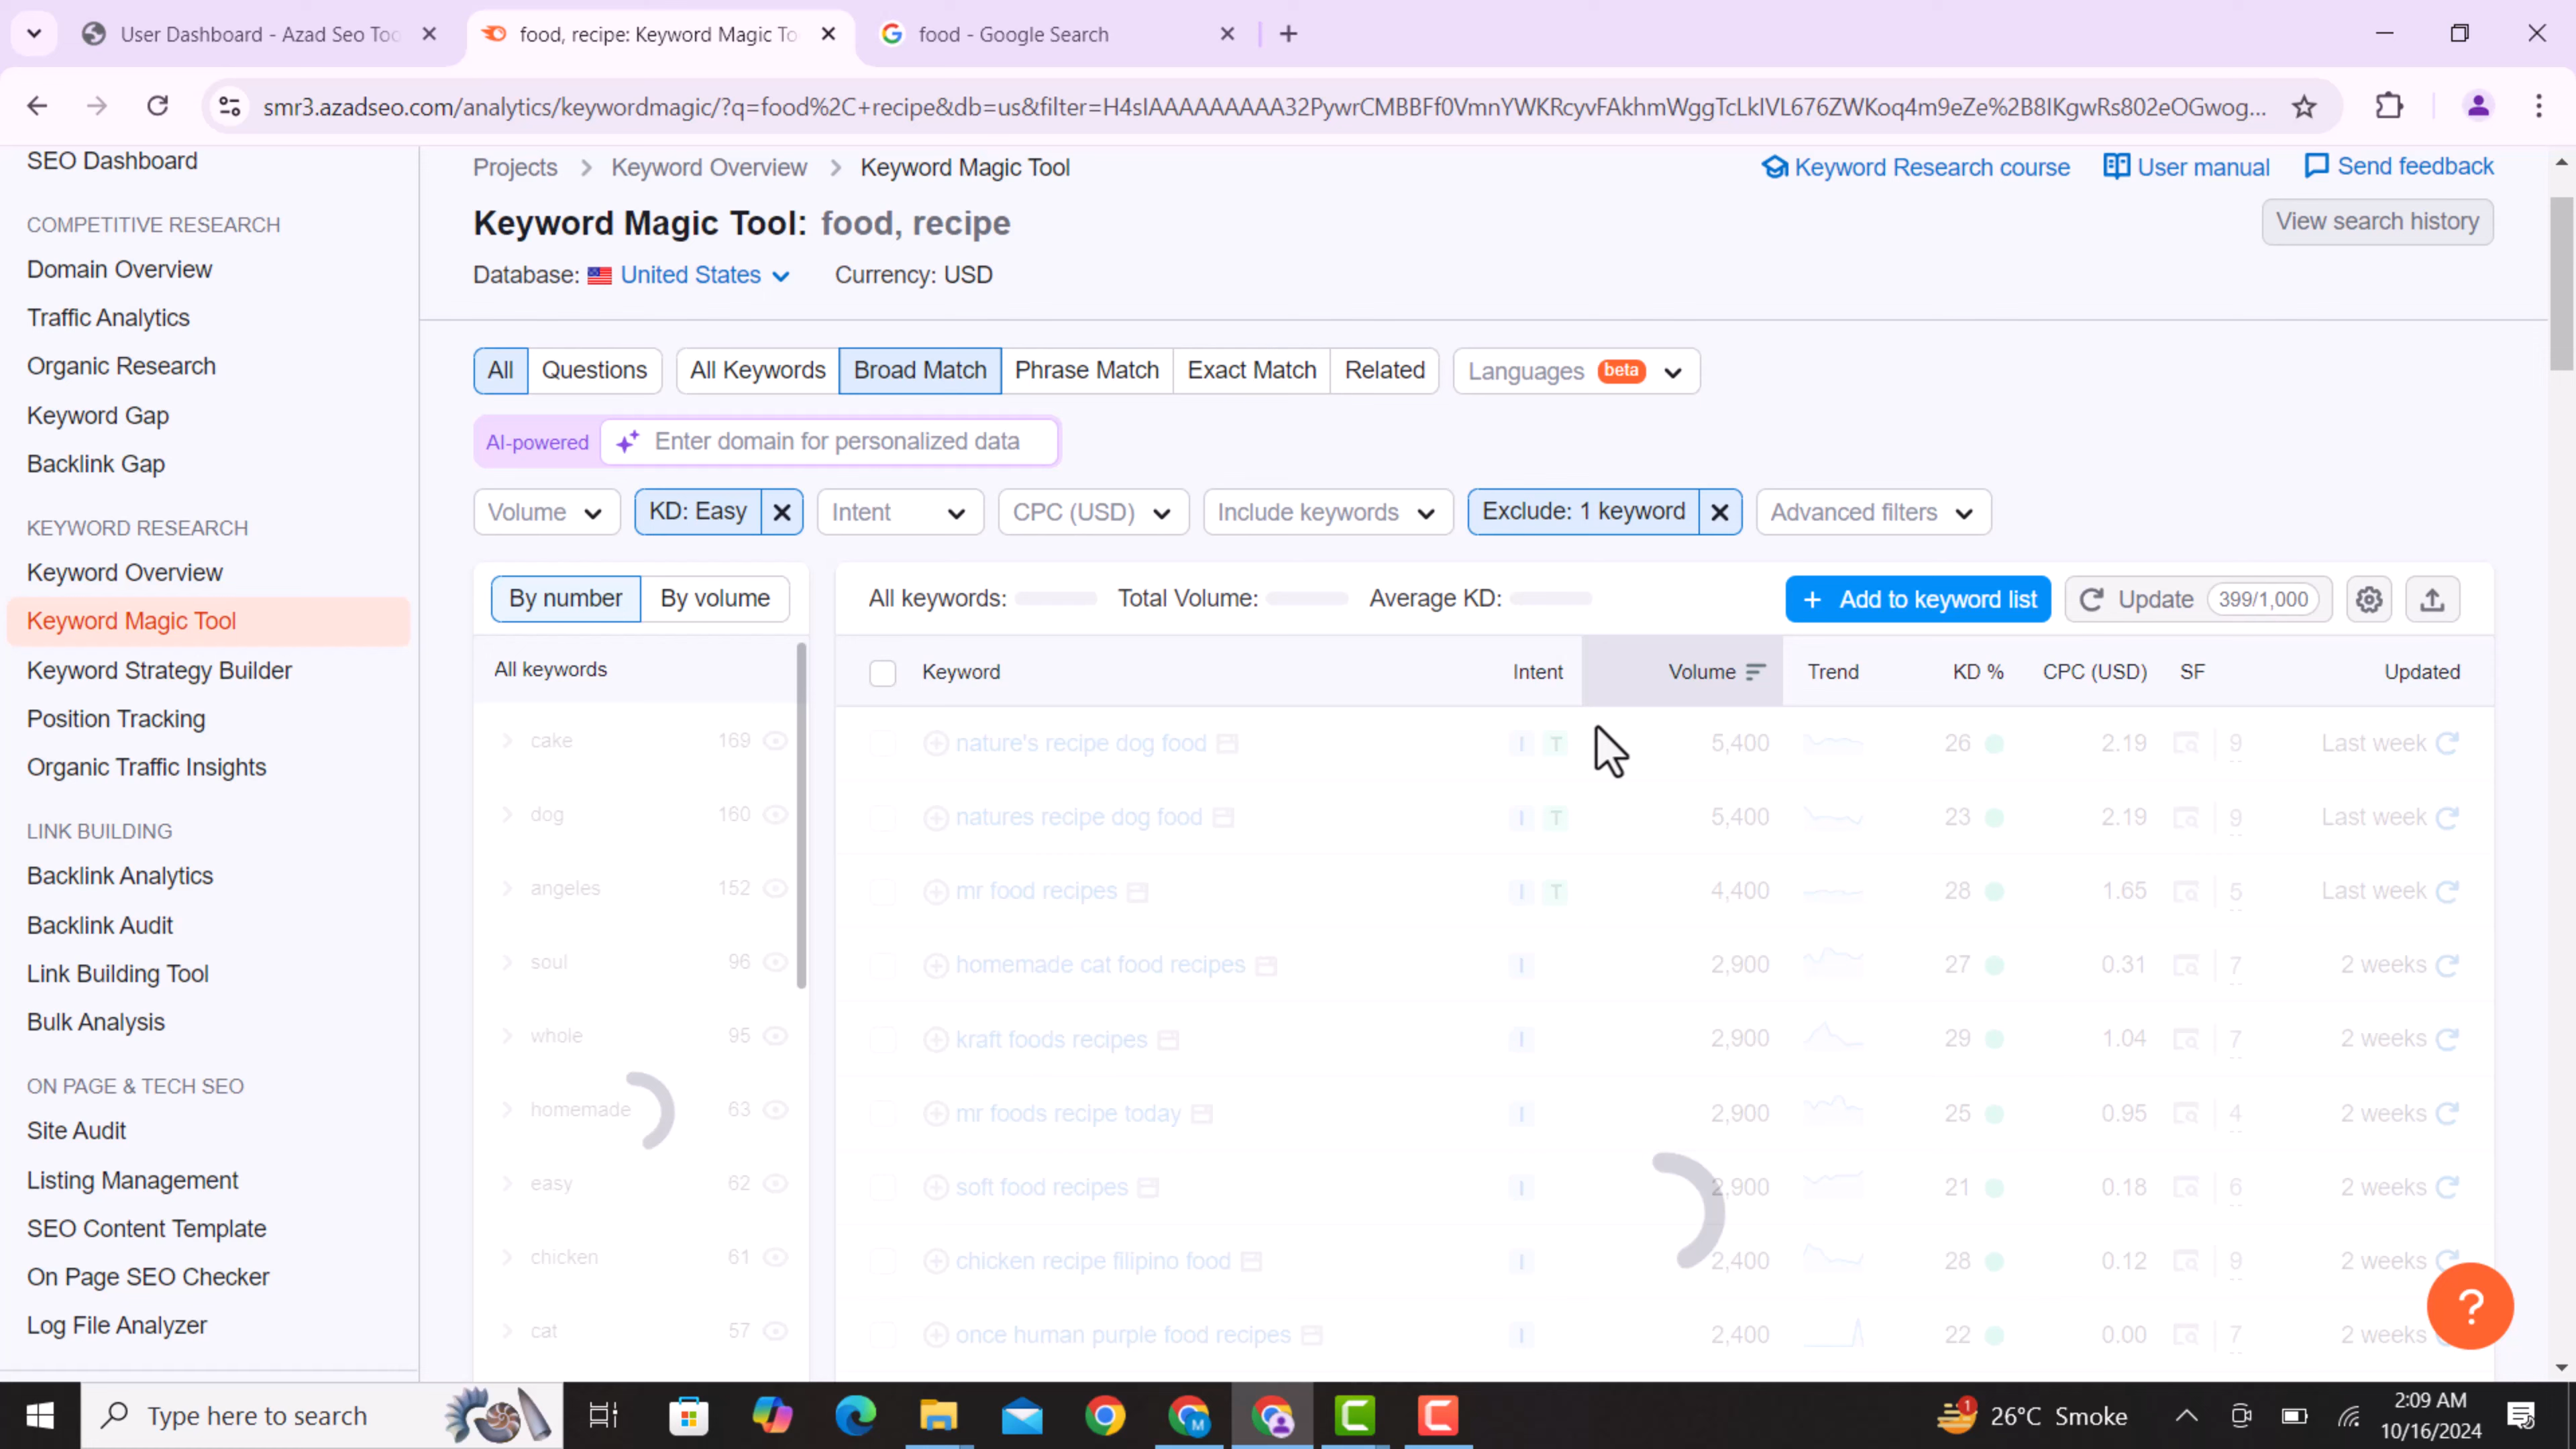 User Dashboard - Azad Seo Too
food, recipe: Keyword Magic To
food - Google Search
smr3.azadseo.com/analytics/keywordmagic/?q=food%2C+recipe&db=us&filter=H4sIAAAAAAAAA32PywrCMBBFf0VmnYWKRcyvFAkhmWggTcLkIVL676ZWKoq4m9eZe%2B8IKgwRs802eOGwog...
SEO Dashboard
COMPETITIVE RESEARCH
Domain Overview
Traffic Analytics
Organic Research
Keyword Gap
Backlink Gap
KEYWORD RESEARCH
Keyword Overview
Keyword Magic Tool
Keyword Strategy Builder
Position Tracking
Organic Traffic Insights
LINK BUILDING
Backlink Analytics
Backlink Audit
Link Building Tool
Bulk Analysis
ON PAGE & TECH SEO
Site Audit
Listing Management
SEO Content Template
On Page SEO Checker
Log File Analyzer
Projects > Keyword Overview > Keyword Magic Tool
Keyword Research course User manual Send feedback
Keyword Magic Tool: food, recipe
View search history
Database: United States Currency: USD
All Questions All Keywords Broad Match Phrase Match Exact Match Related Languages beta
AI-powered Enter domain for personalized data
Volume KD: Easy Intent CPC (USD) Include keywords Exclude: 1 keyword Advanced filters
By number By volume
All keywords
cake 169
dog 160
angeles 152
soul 96
whole 95
homemade 63
easy 62
chicken 61
cat 57
All keywords: Total Volume: Average KD:
+ Add to keyword list Update 399/1,000
Keyword Intent Volume Trend KD % CPC (USD) SF Updated
nature's recipe dog food I T 5,400 26 2.19 9 Last week
natures recipe dog food I T 5,400 23 2.19 9 Last week
mr food recipes I T 4,400 28 1.65 5 Last week
homemade cat food recipes I 2,900 27 0.31 7 2 weeks
kraft foods recipes I 2,900 29 1.04 7 2 weeks
mr foods recipe today I 2,900 25 0.95 4 2 weeks
soft food recipes I 2,900 21 0.18 6 2 weeks
chicken recipe filipino food I 2,400 28 0.12 9 2 weeks
once human purple food recipes I 2,400 22 0.00 7 2 weeks
?
Type here to search
M
1
26°C Smoke
2:09 AM
10/16/2024